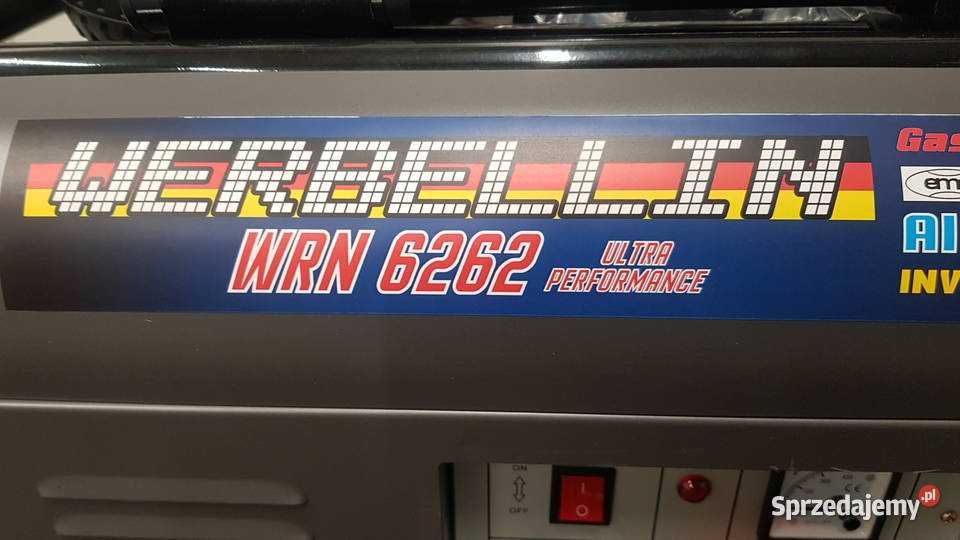 WERBELLIN
WRN 6262
ULTRA
PERFORMANCE
ON
OFF
Sprzedajemy.pl